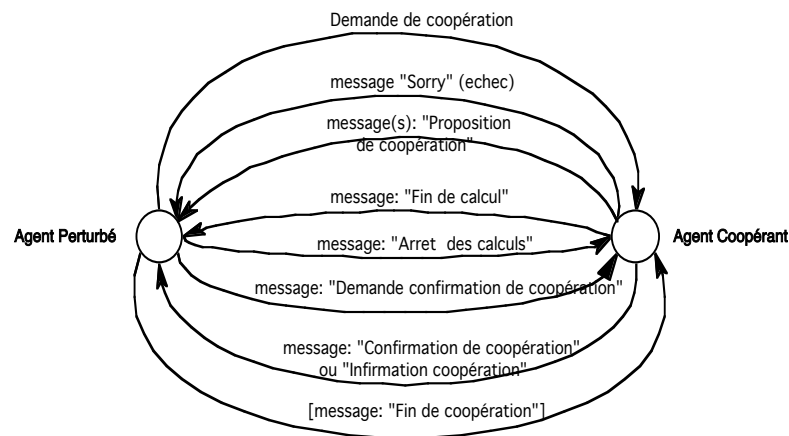 Demande de coopération
message "Sorry" (echec)
message(s): "Proposition
de coopération"
message: "Fin de calcul"
Agent Perturbé
Agent Coopérant
message: "Arret des calculs"
message: "Demande confirmation de coopération"
message: "Confirmation de coopération"
ou "Infirmation coopération"
[message: "Fin de coopération"]